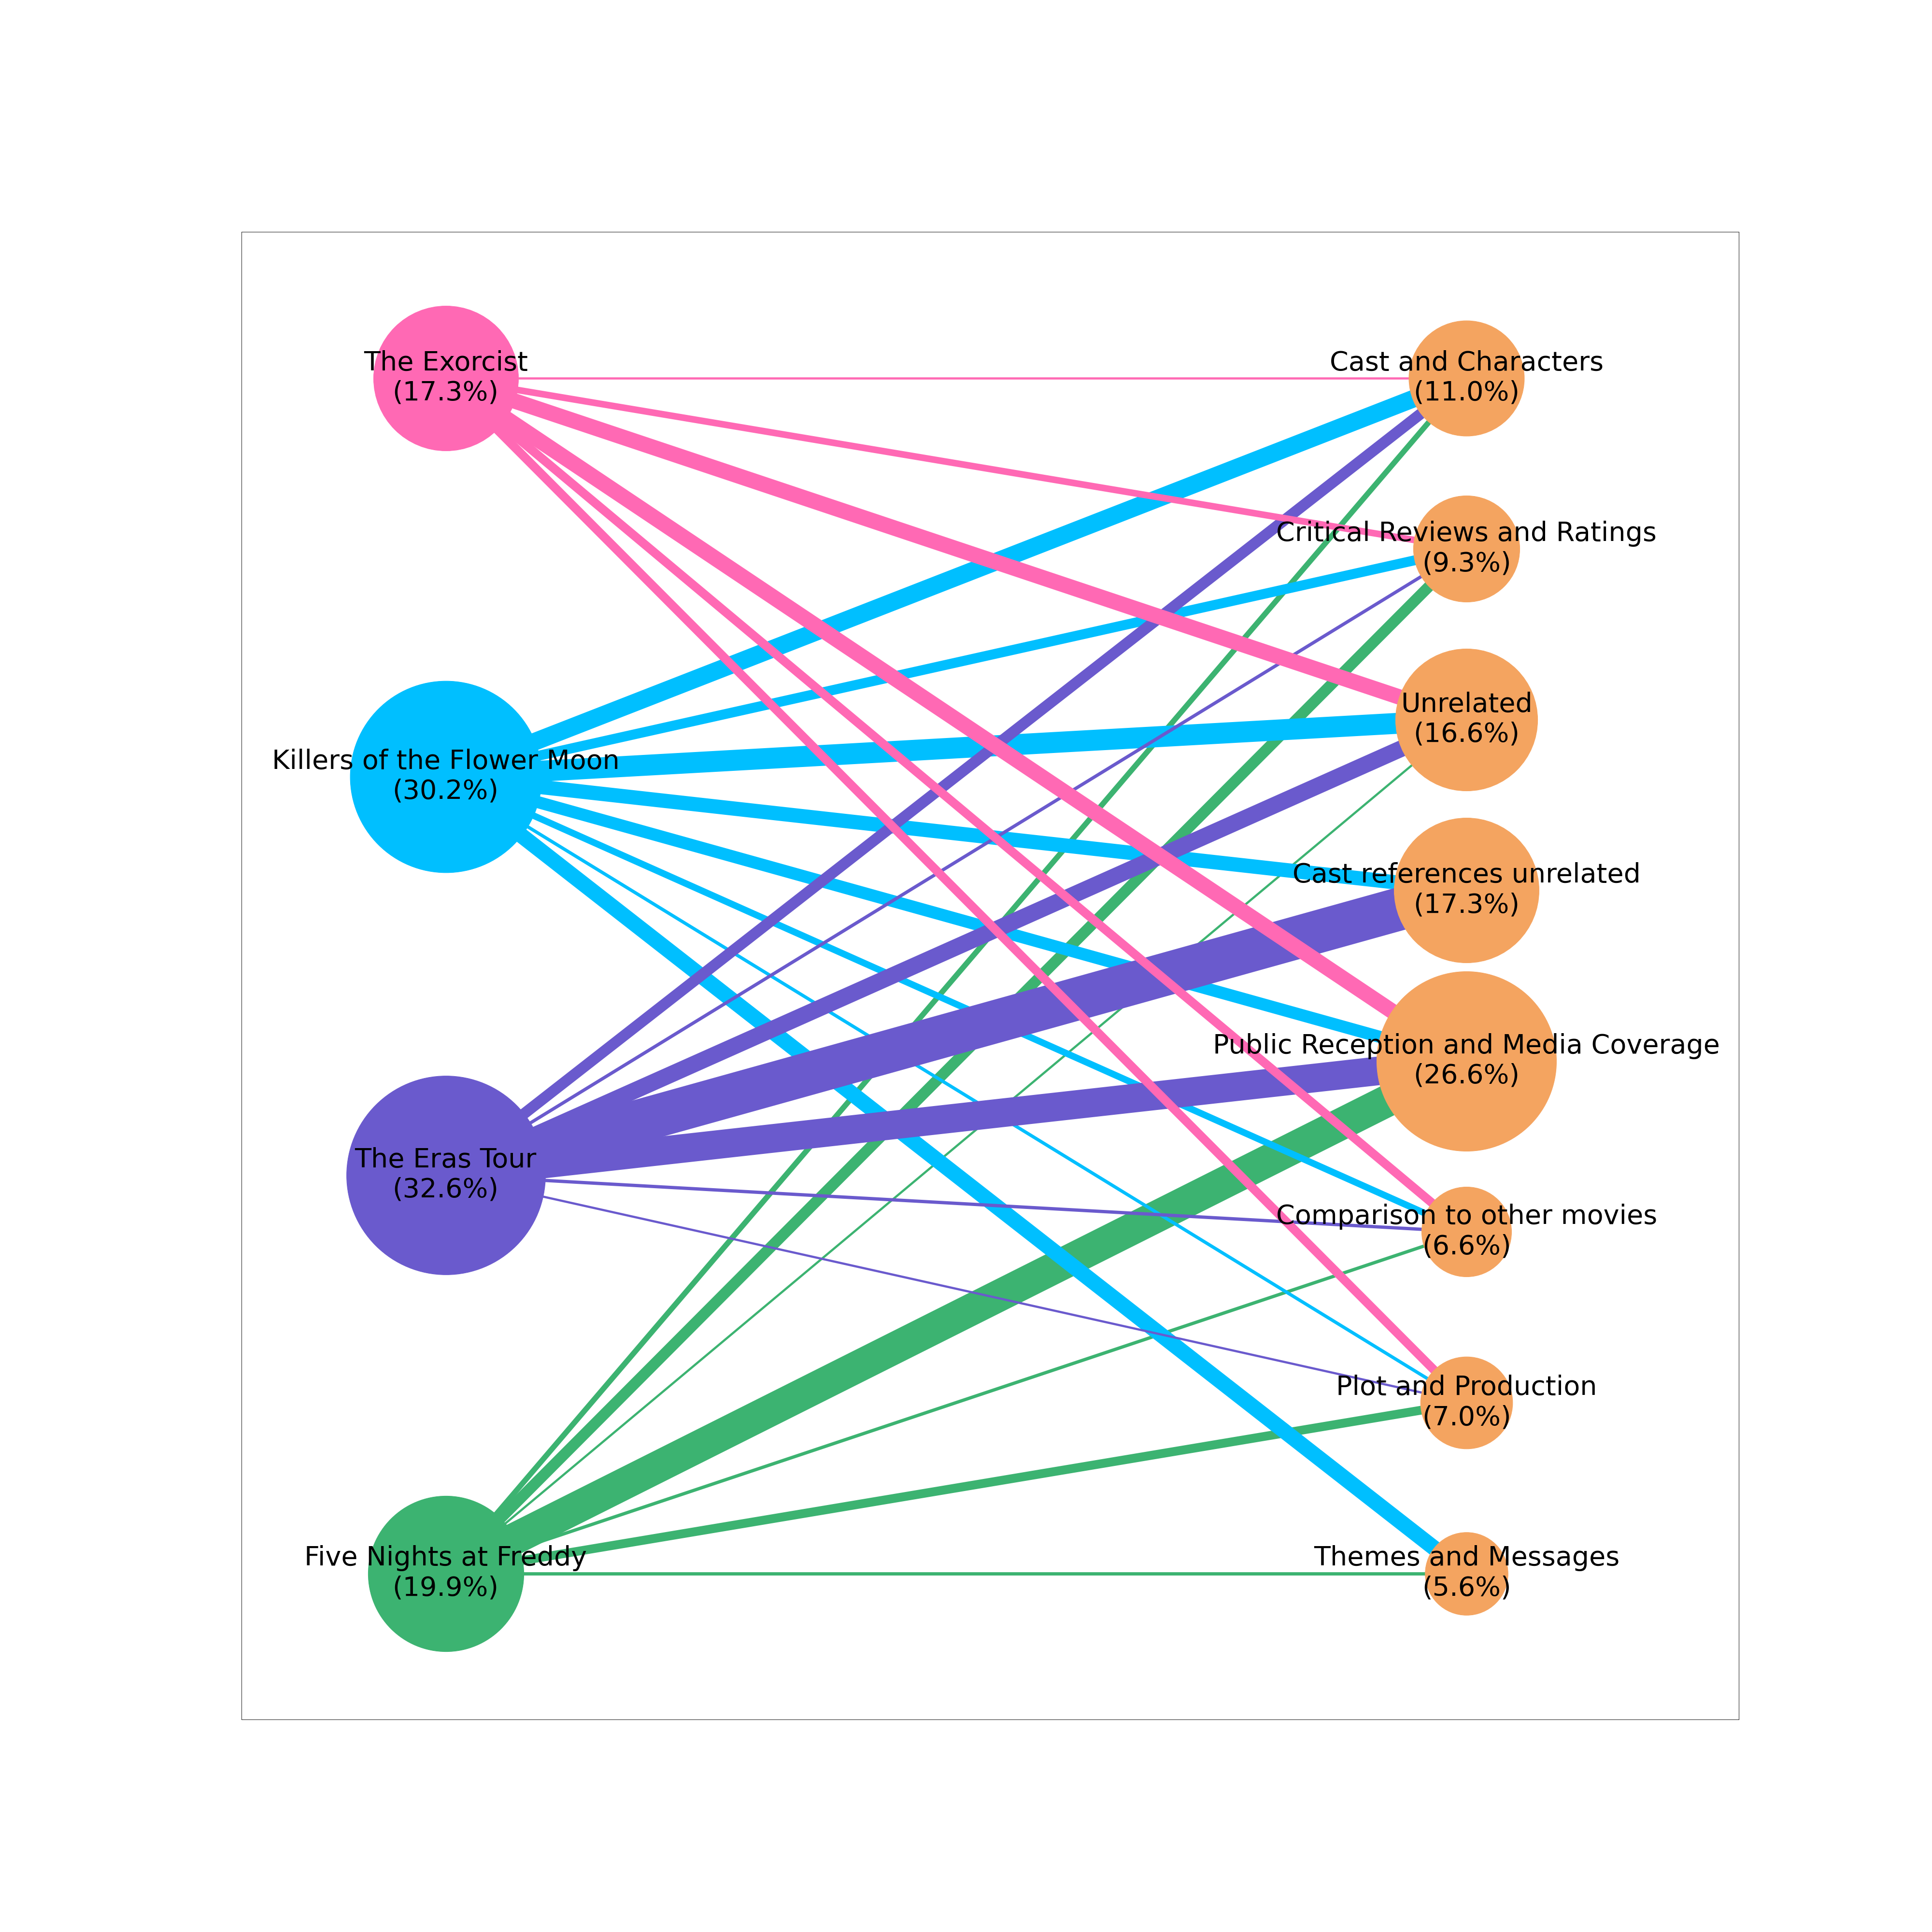 The Exorcist
(17.3%)
Killers of the Flower Moon
(30.2%)
The Eras Tour
(32.6%)
Five Nights at Freddy
(19.9%)
Cast and Characters
(11.0%)
Critical Reviews and Ratings
(9.3%)
Unrelated
(16.6%)
Cast references unrelated
(17.3%)
Public Reception and Media Coverage
(26.6%)
Comparison to other movies
(6.6%)
Plot and Production
(7.0%)
Themes and Messages
(5.6%)